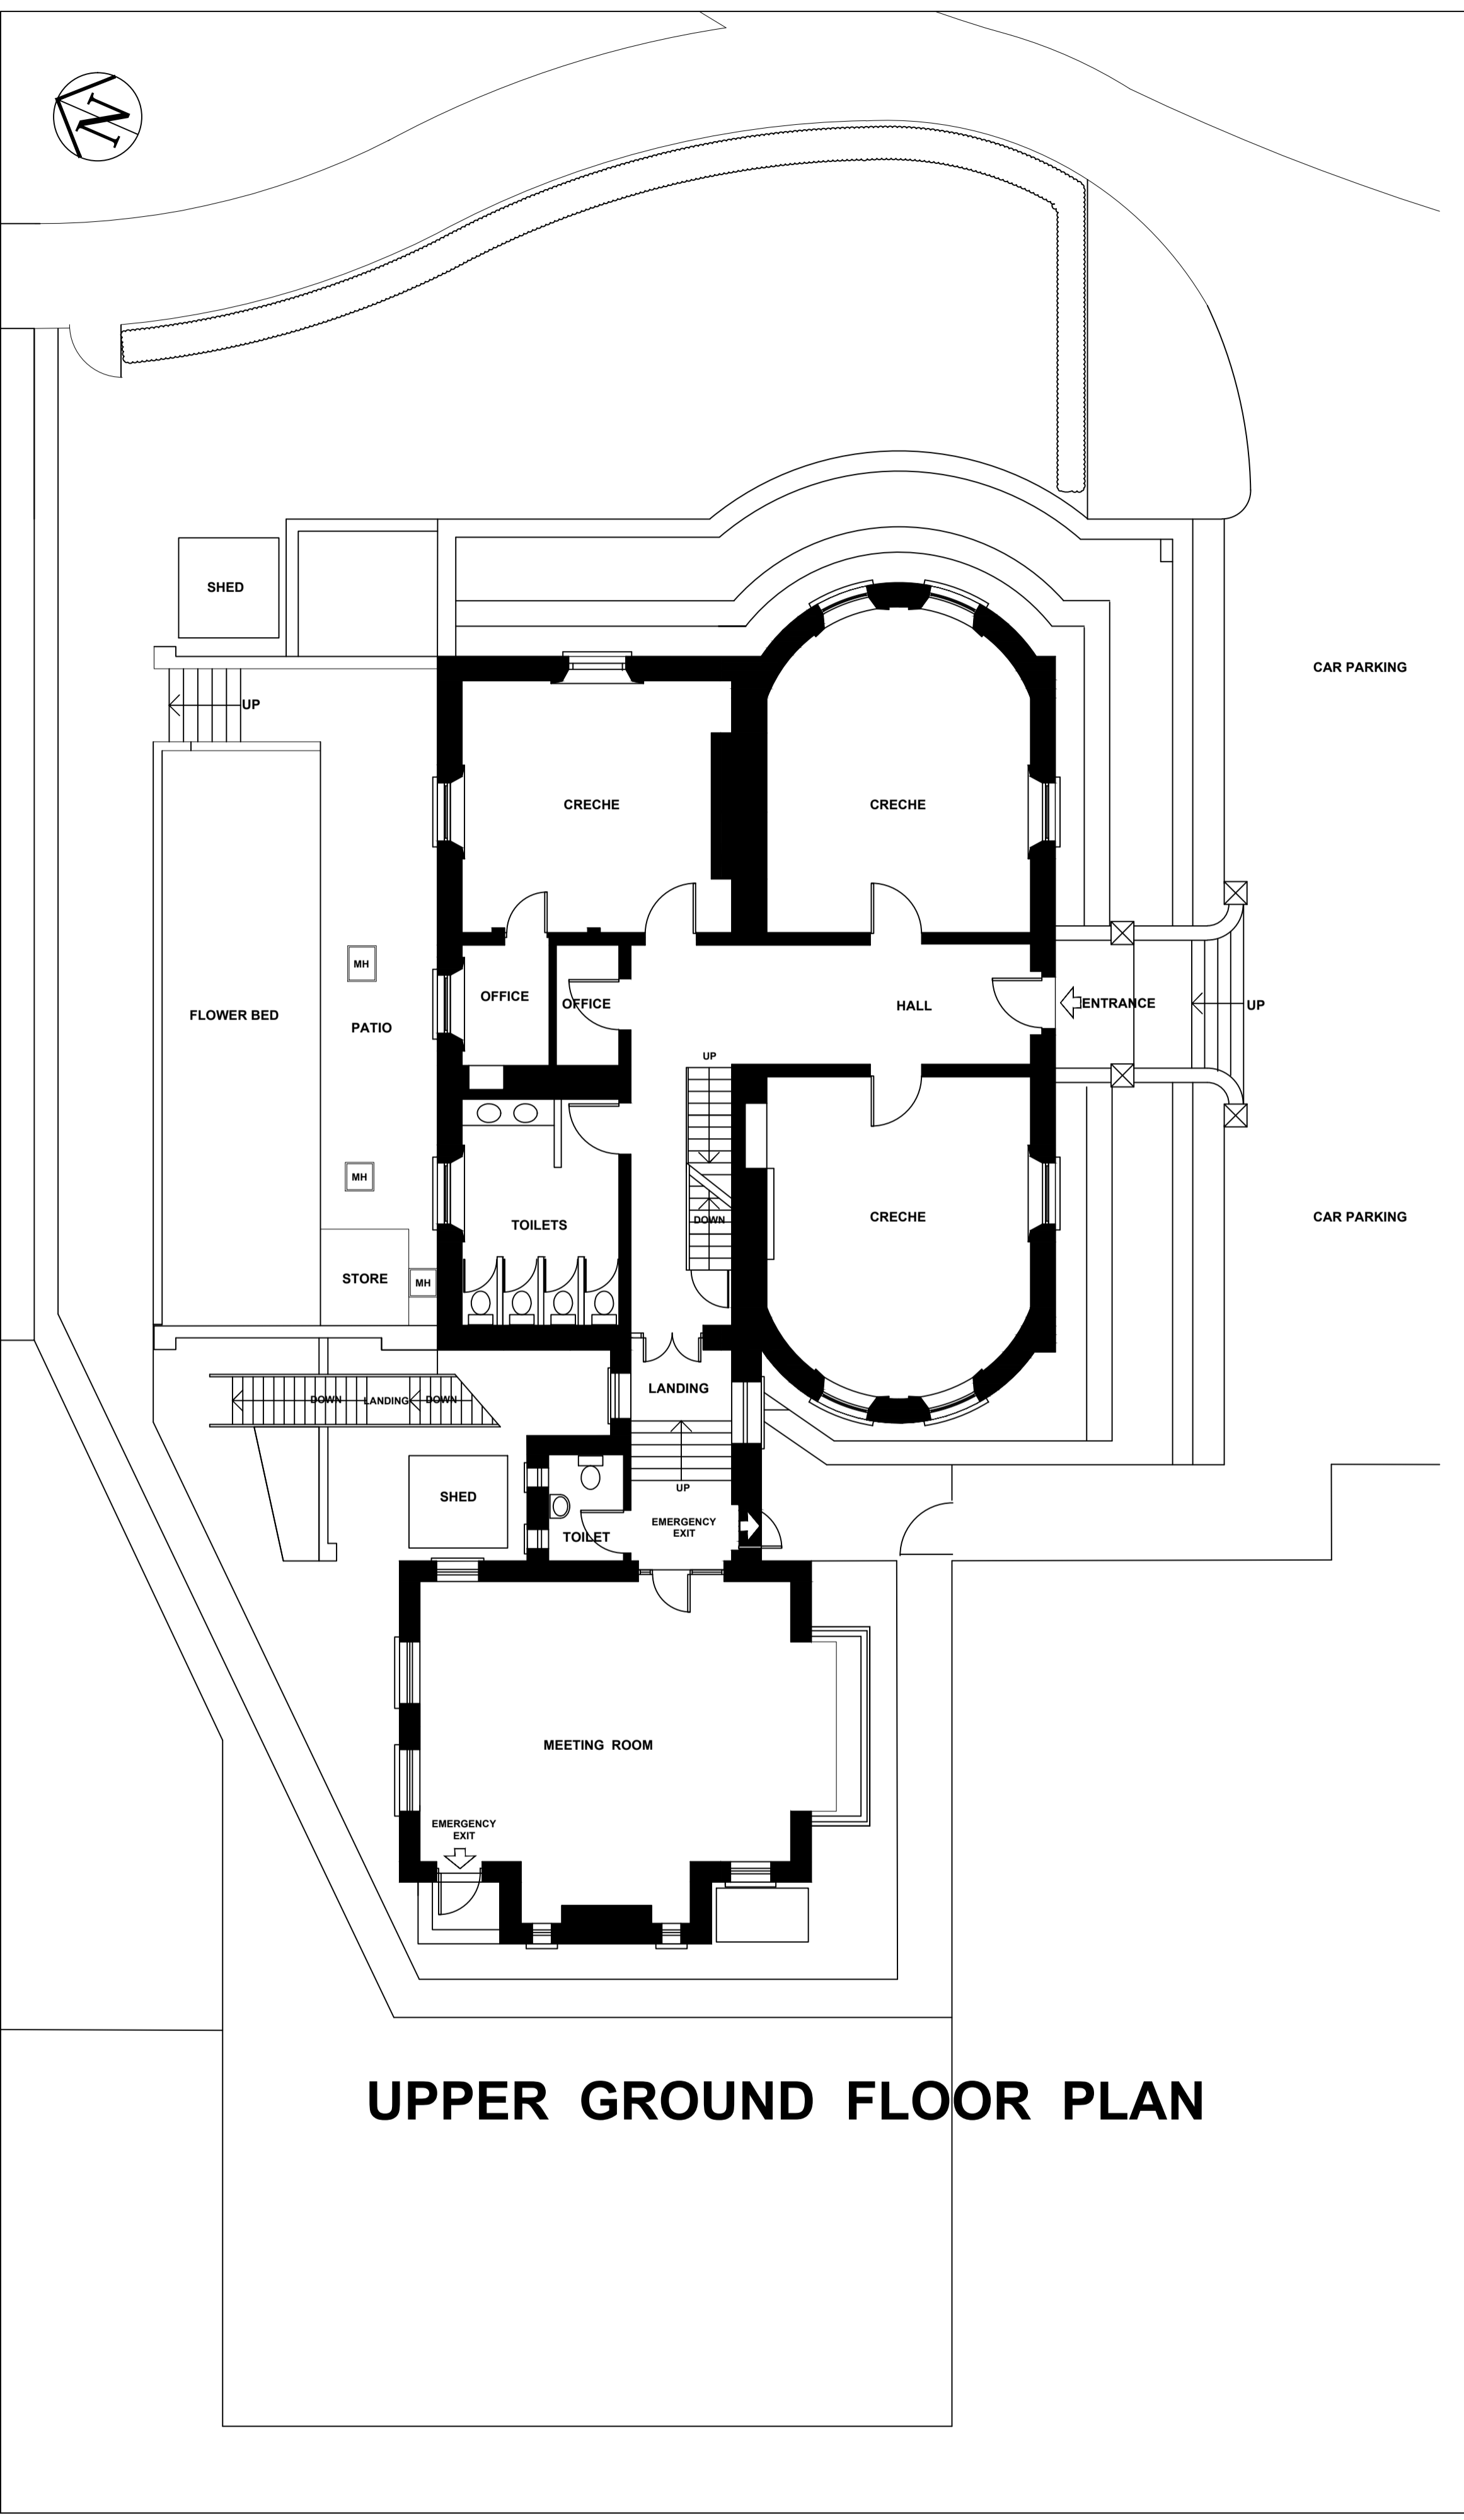 N
SHED
CAR PARKING
UP
CRECHE
CRECHE
MH
OFFICE
OFFICE
HALL
ENTRANCE
UP
FLOWER BED
PATIO
UP
MH
TOILETS
DOWN
CRECHE
CAR PARKING
STORE
MH
LANDING
DOWN
LANDING
DOWN
UP
SHED
TOILET
EMERGENCY
EXIT
MEETING ROOM
EMERGENCY
EXIT
UPPER GROUND FLOOR PLAN